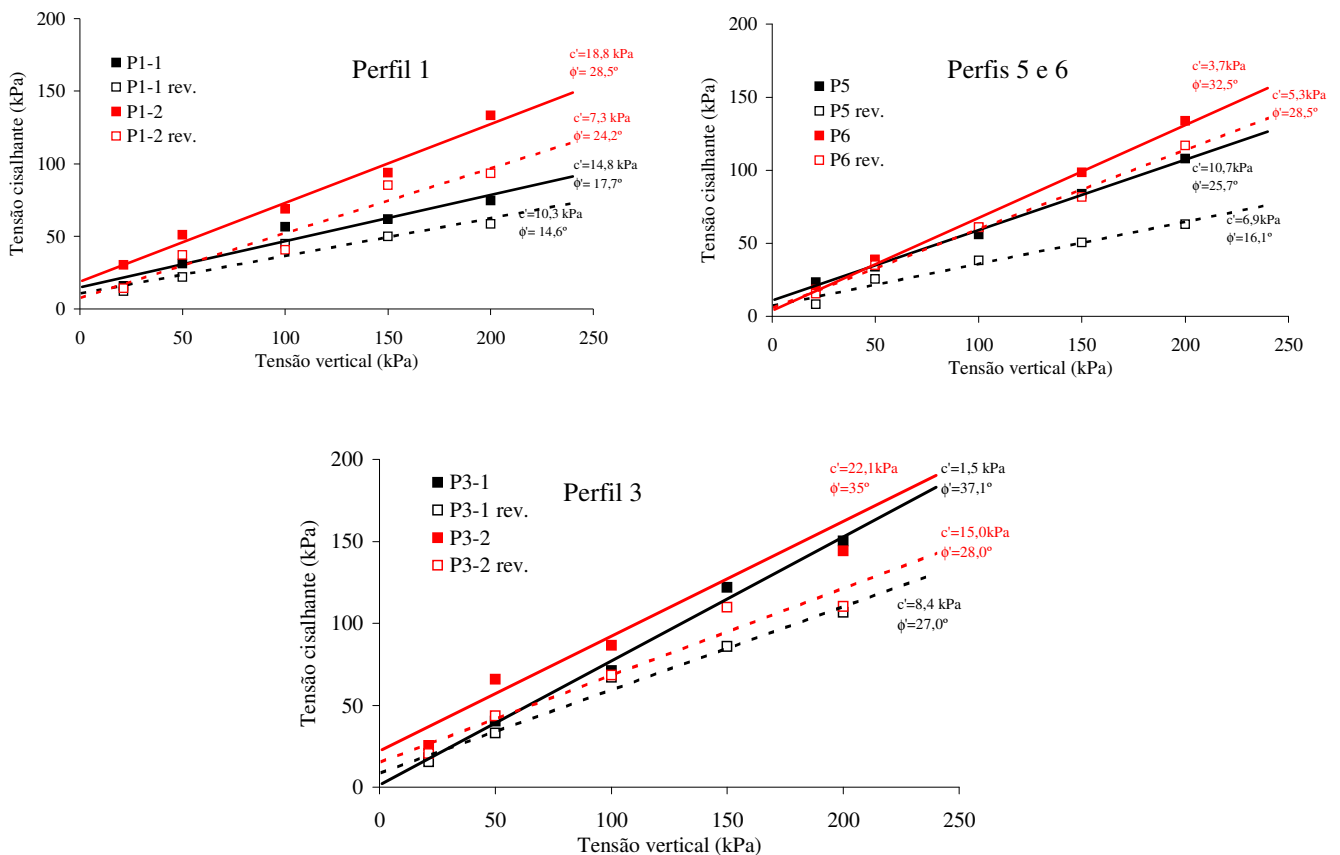 200
150
100
50
0
Tensão cisalhante (kPa)
P1-1
P1-1 rev.
P1-2
P1-2 rev.
Perfil 1
c'=18,8 kPa
ϕ'= 28,5º
c'=7,3 kPa
ϕ'= 24,2º
c'=14,8 kPa
ϕ'= 17,7º
c'=10,3 kPa
ϕ'= 14,6º
0 50 100 150 200 250
Tensão vertical (kPa)
200
150
100
50
0
Tensão cisalhante (kPa)
P5
P5 rev.
P6
P6 rev.
Perfis 5 e 6
c'=3,7kPa
ϕ'=32,5º
c'=5,3kPa
ϕ'=28,5º
c'=10,7kPa
ϕ'=25,7º
c'=6,9kPa
ϕ'=16,1º
0 50 100 150 200 250
Tensão vertical (kPa)
200
150
100
50
0
Tensão cisalhante (kPa)
P3-1
P3-1 rev.
P3-2
P3-2 rev.
Perfil 3
c'=22,1kPa
ϕ'=35º
c'=1,5 kPa
ϕ'=37,1º
c'=15,0kPa
ϕ'=28,0º
c'=8,4 kPa
ϕ'=27,0º
0 50 100 150 200 250
Tensão vertical (kPa)